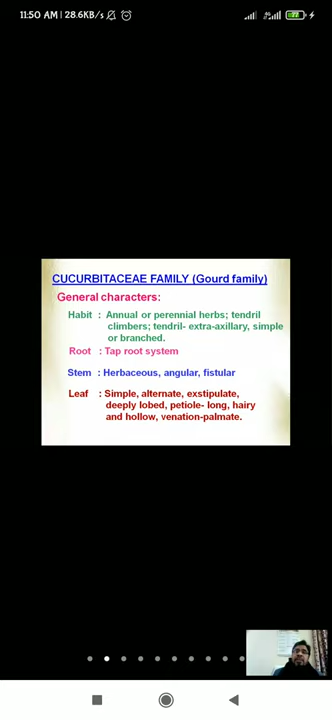 11:50 AM | 28.6KB/s
4G 77
CUCURBITACEAE FAMILY (Gourd family)
General characters:
Habit : Annual or perennial herbs; tendril
climbers; tendril- extra-axillary, simple
or branched.
Root : Tap root system
Stem : Herbaceous, angular, fistular
Leaf : Simple, alternate, exstipulate,
deeply lobed, petiole- long, hairy
and hollow, venation-palmate.